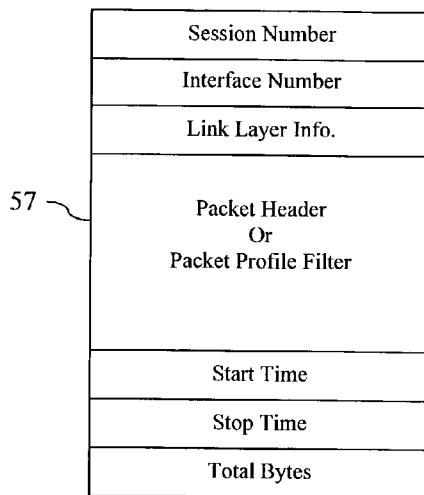 Session Number
Interface Number
Link Layer Info.
57
Packet Header
Or
Packet Profile Filter
Start Time
Stop Time
Total Bytes